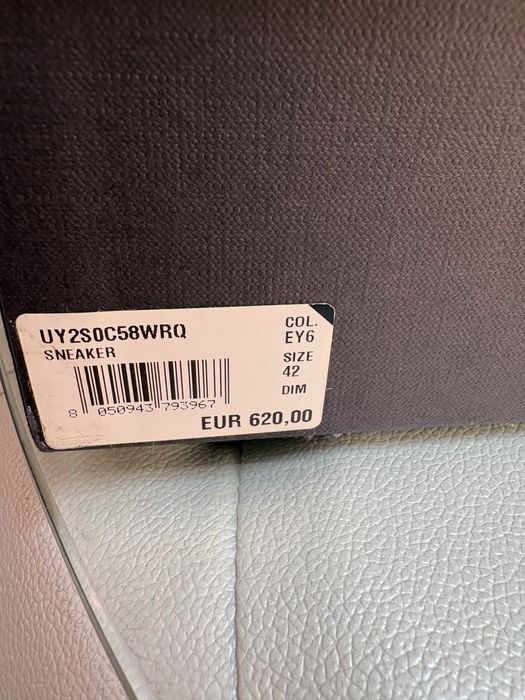 UY2S0C58WRQ
SNEAKER
COL.
EY6
SIZE
42
DIM
8 050943 793967
EUR 620,00